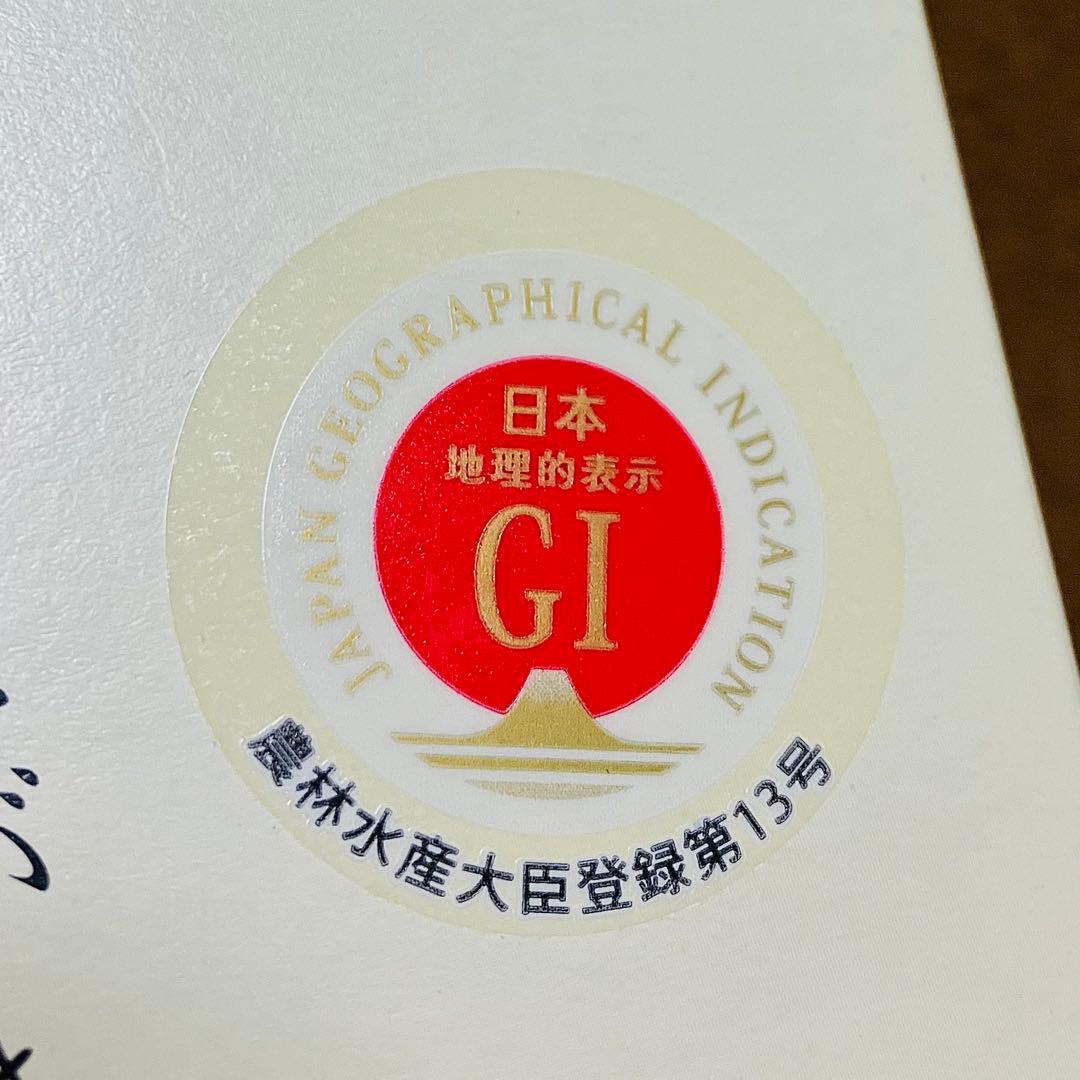 JAPAN GEOGRAPHICAL INDICATION
日本
地理的表示
GI
農林水産大臣登録第13号